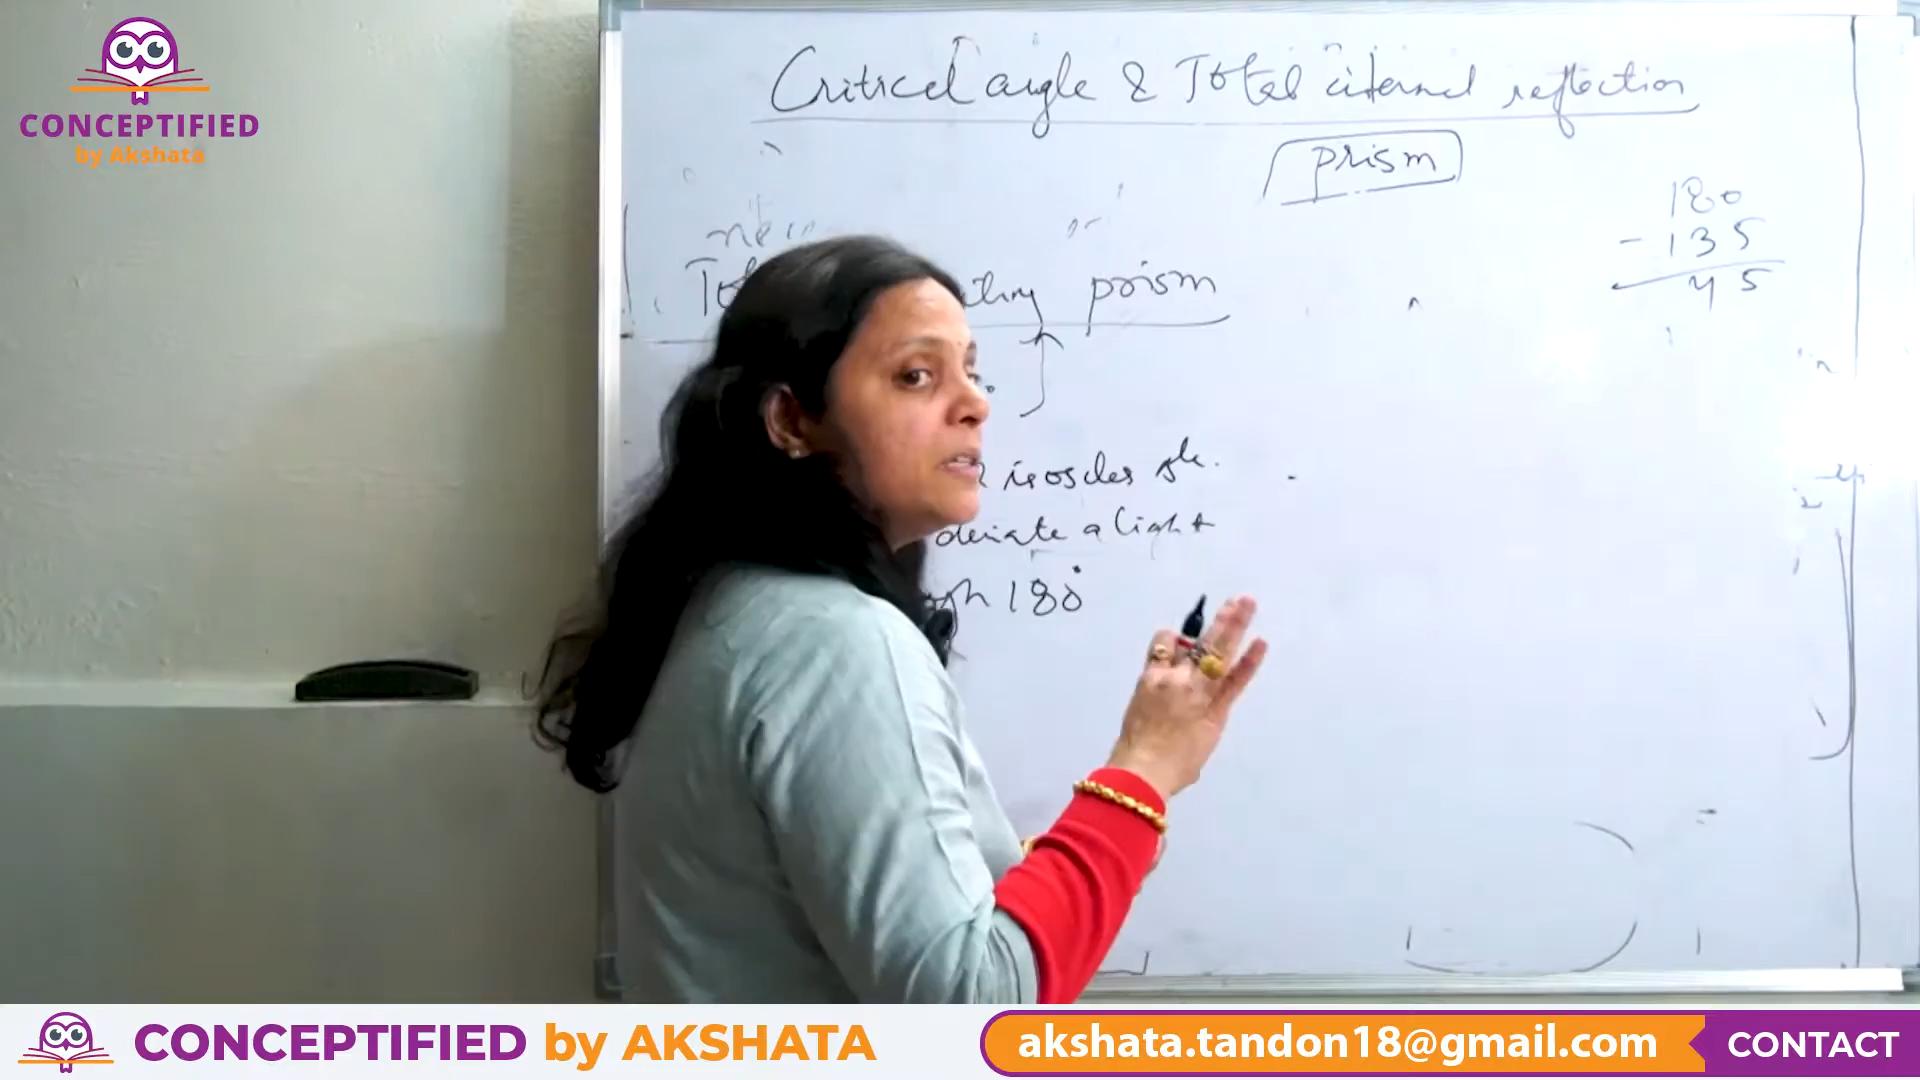 CONCEPTIFIED
by Akshata
Critical angle & Total internal reflection
prism
180
- 135
45
prism
isosceles
deviate a light
180°
CONCEPTIFIED by AKSHATA
akshata.tandon18@gmail.com
CONTACT